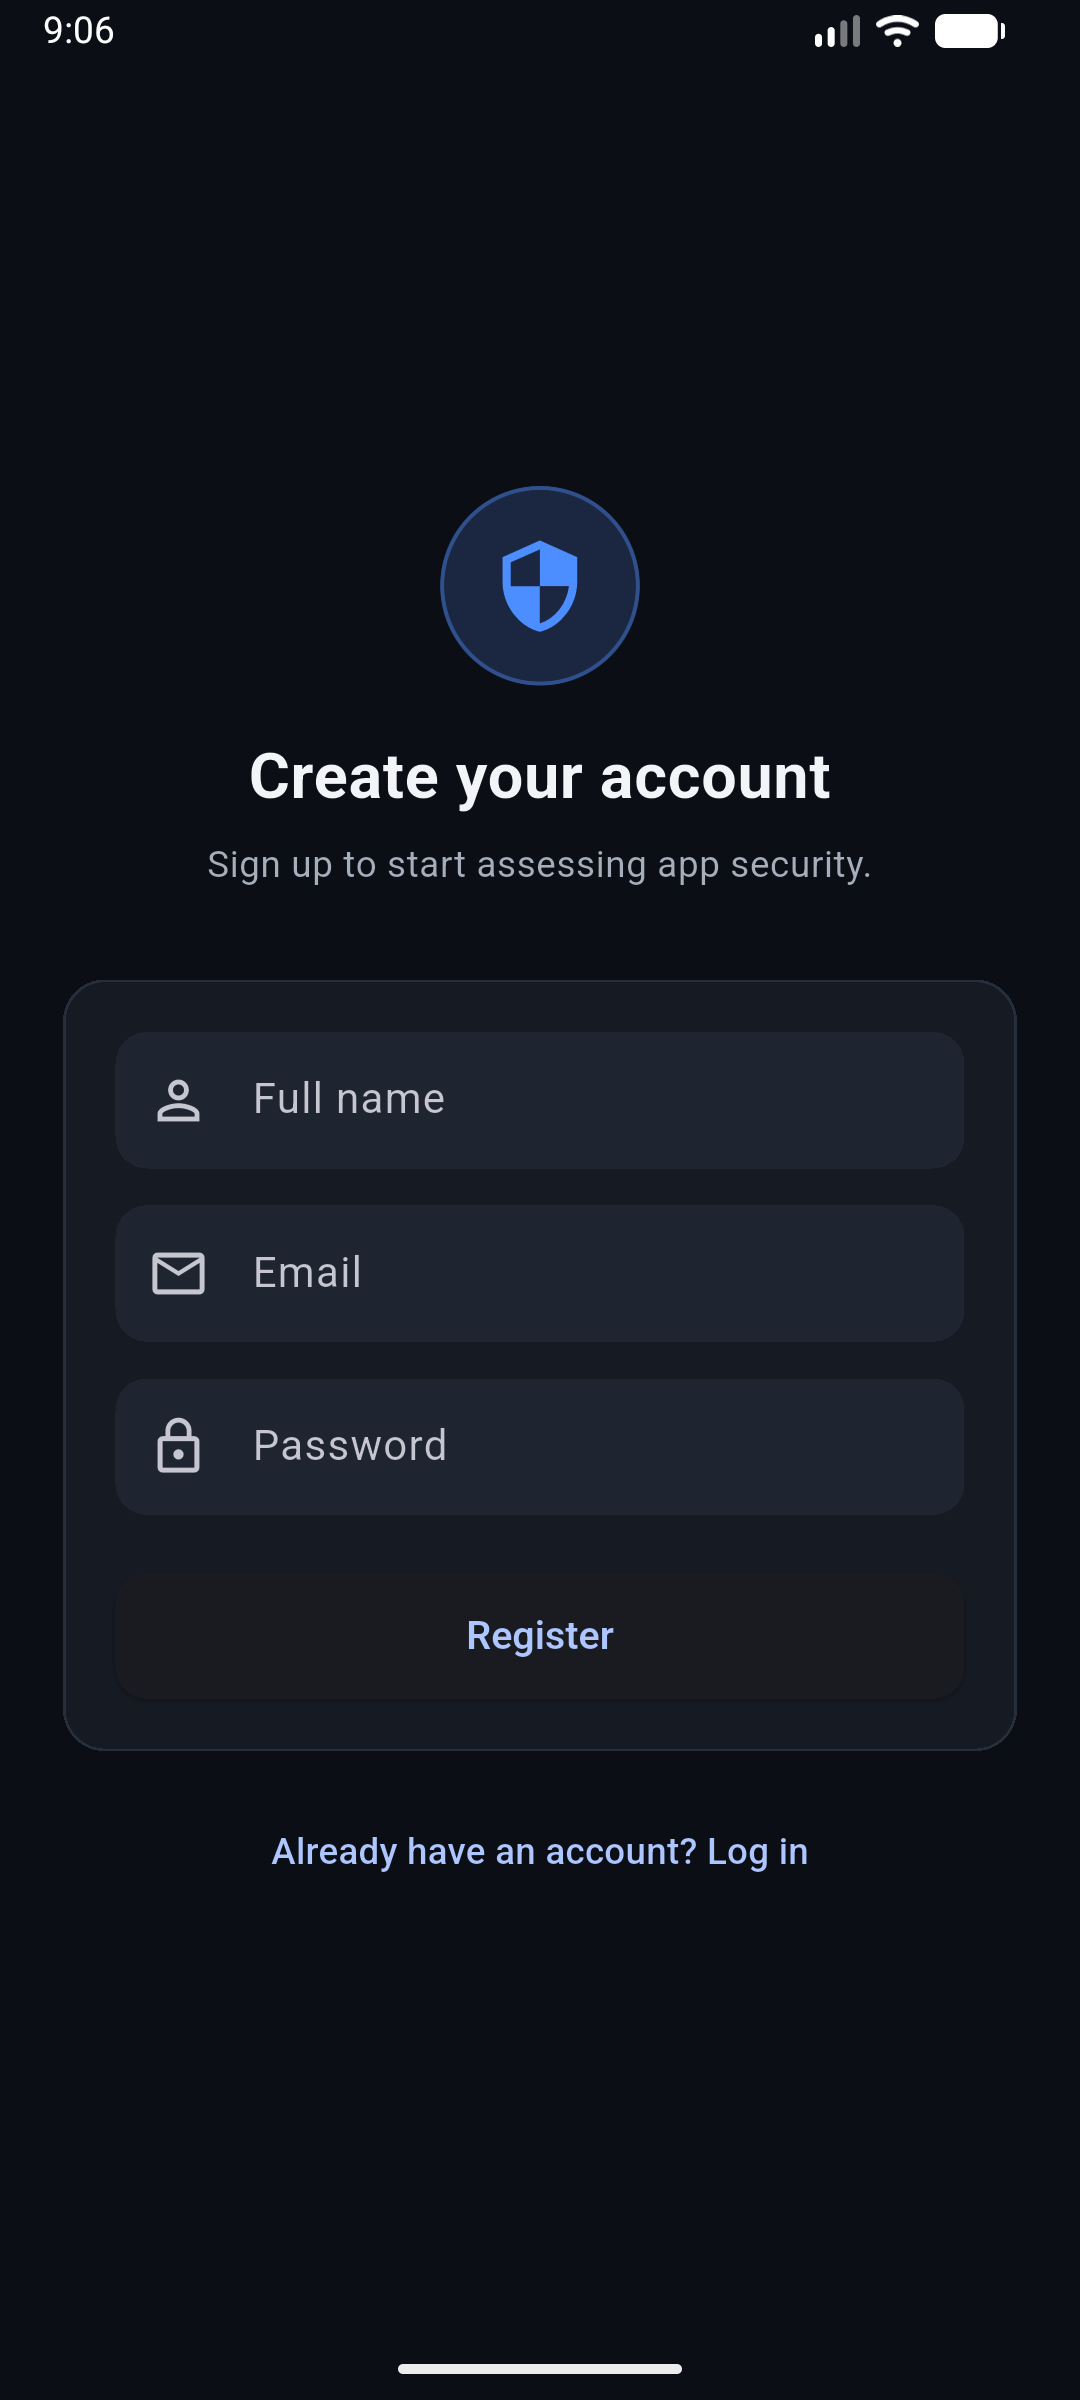 9:06
Create your account
Sign up to start assessing app security.
Full name
Email
Password
Register
Already have an account? Log in